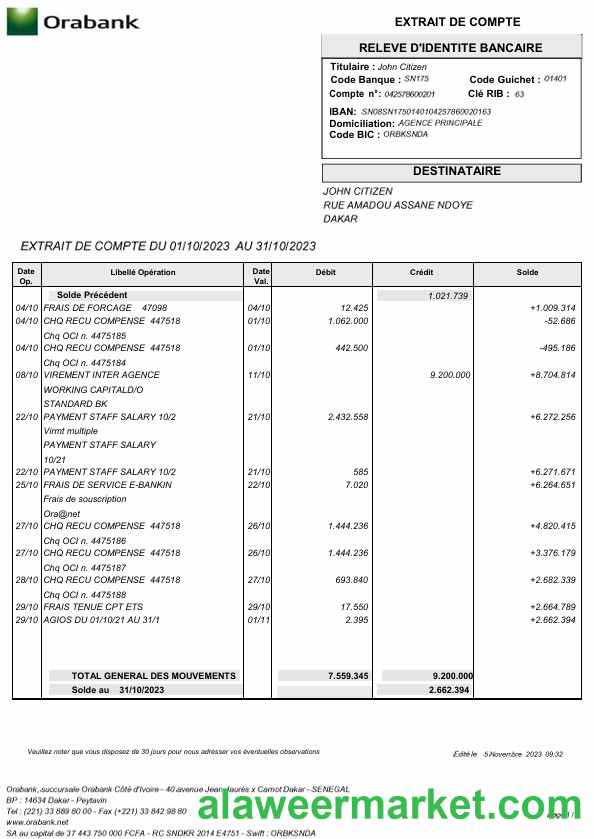 Orabank
EXTRAIT DE COMPTE
RELEVE D'IDENTITE BANCAIRE
Titulaire : John Citizen
Code Banque : SN175 Code Guichet : 01401
Compte n°: 042578600201 Clé RIB : 63
IBAN: SN08SN1750140104257860020163
Domiciliation: AGENCE PRINCIPALE
Code BIC : ORBKSNDA
DESTINATAIRE
JOHN CITIZEN
RUE AMADOU ASSANE NDOYE
DAKAR
EXTRAIT DE COMPTE DU 01/10/2023 AU 31/10/2023
Date Op. Libellé Opération Date Val. Débit Crédit Solde
Solde Précédent 1.021.739
04/10 FRAIS DE FORCAGE 47098 04/10 12.425 +1.009.314
04/10 CHQ RECU COMPENSE 447518 01/10 1.062.000 -52.686
Chq OCI n. 4475185
04/10 CHQ RECU COMPENSE 447518 01/10 442.500 -495.186
Chq OCI n. 4475184
08/10 VIREMENT INTER AGENCE 11/10 9.200.000 +8.704.814
WORKING CAPITALD/O
STANDARD BK
22/10 PAYMENT STAFF SALARY 10/2 21/10 2.432.558 +6.272.256
Virmt multiple
PAYMENT STAFF SALARY
10/21
22/10 PAYMENT STAFF SALARY 10/2 21/10 585 +6.271.671
25/10 FRAIS DE SERVICE E-BANKIN 22/10 7.020 +6.264.651
Frais de souscription
Ora@net
27/10 CHQ RECU COMPENSE 447518 26/10 1.444.236 +4.820.415
Chq OCI n. 4475186
27/10 CHQ RECU COMPENSE 447518 26/10 1.444.236 +3.376.179
Chq OCI n. 4475187
28/10 CHQ RECU COMPENSE 447518 27/10 693.840 +2.682.339
Chq OCI n. 4475188
29/10 FRAIS TENUE CPT ETS 29/10 17.550 +2.664.789
29/10 AGIOS DU 01/10/21 AU 31/1 01/11 2.395 +2.662.394
TOTAL GENERAL DES MOUVEMENTS 7.559.345 9.200.000
Solde au 31/10/2023 2.662.394
Veuillez noter que vous disposez de 30 jours pour nous adresser vos éventuelles observations
Edité le 5 Novembre 2023 09:32
Orabank, succursale Orabank Côté d'Ivoire - 40 avenue Jean Jaurès x Carnot Dakar - SENEGAL
BP : 14634 Dakar - Peytavin
Tel : (221) 33 889 80 00 - Fax (+221) 33 842 98 80
www.orabank.net
SA au capital de 37 443 750 000 FCFA - RC SNDKR 2014 E4751 - Swift : ORBKSNDA
alaweermarket.com